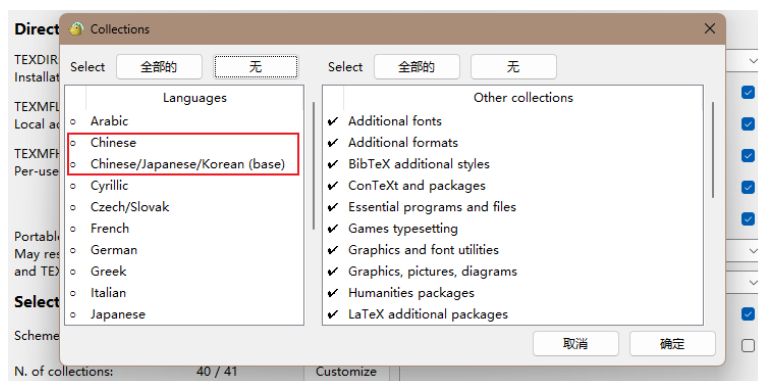 Direct
Collections
TEXDIR
Installat
TEXMFL
Local ad
TEXMFH
Per-use
Portabl
May res
and TEX
Select
Scheme
N. of collections: 40 / 41 Customize
Select 全部的 无
Select 全部的 无
Languages
Arabic
Chinese
Chinese/Japanese/Korean (base)
Cyrillic
Czech/Slovak
French
German
Greek
Italian
Japanese
Other collections
Additional fonts
Additional formats
BibTeX additional styles
ConTeXt and packages
Essential programs and files
Games typesetting
Graphics and font utilities
Graphics, pictures, diagrams
Humanities packages
LaTeX additional packages
取消 确定